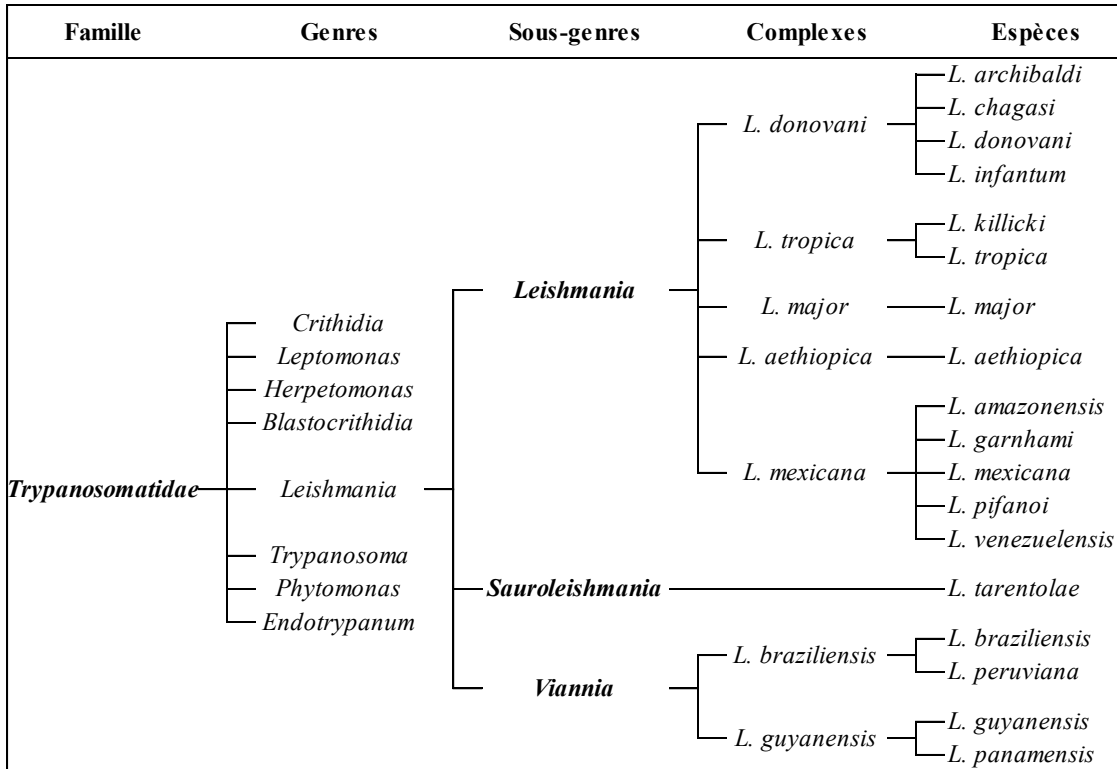 Famille Genres Sous-genres Complexes Espèces
L. archibaldi
L. chagasi
L. donovani
L. donovani
L. infantum
L. killicki
L. tropica
L. tropica
Leishmania
L. major L. major
Crithidia
Leptomonas L. aethiopica L. aethiopica
Herpetomonas
L. amazonensis
Blastocrithidia
L. garnhami
L. mexicana L. mexicana
Trypanosomatidae Leishmania
L. pifanoi
L. venezuelensis
Trypanosoma
Phytomonas Sauroleishmania L. tarentolae
Endotrypanum
L. braziliensis
L. braziliensis
L. peruviana
Viannia
L. guyanensis
L. guyanensis
L. panamensis